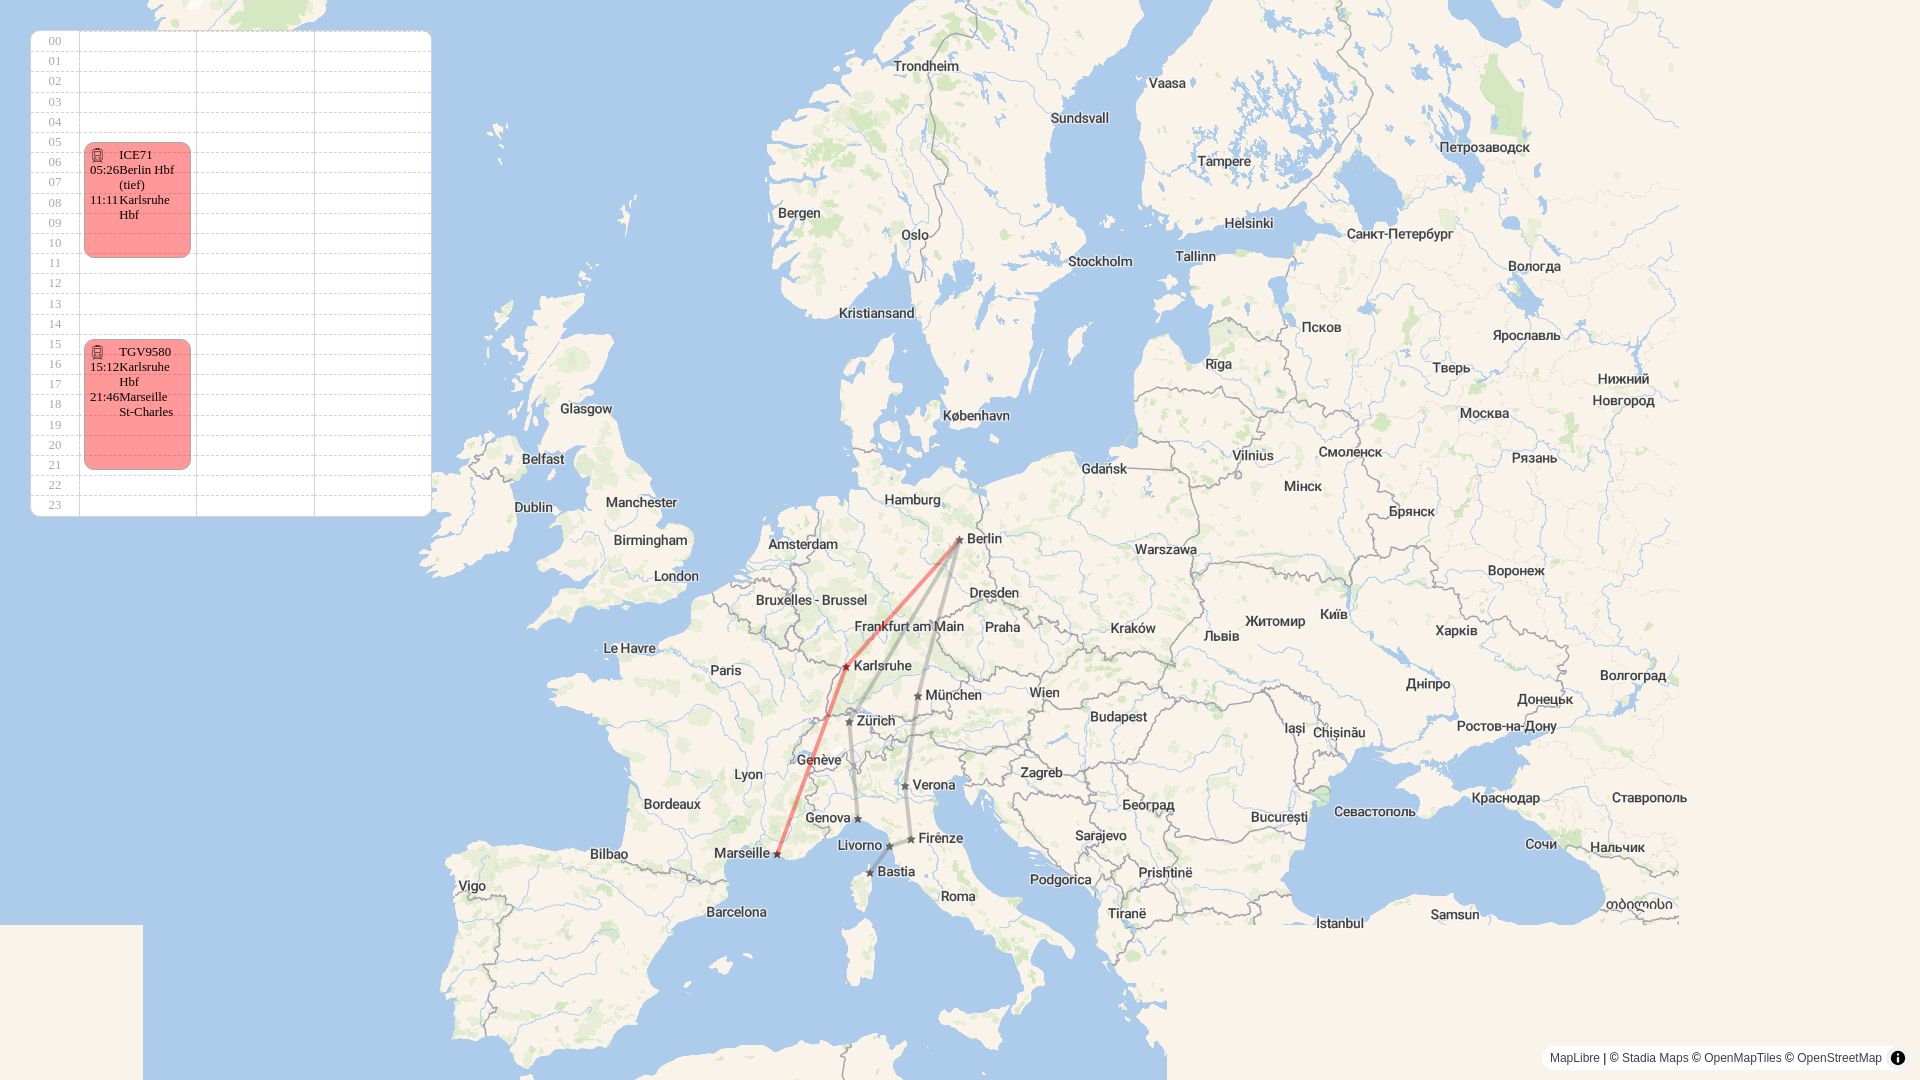 00
01
02
03
04
05
06
07
08
09
10
11
12
13
14
15
16
17
18
19
20
21
22
23
ICE71
05:26 Berlin Hbf
(tief)
11:11 Karlsruhe
Hbf
TGV9580
15:12 Karlsruhe
Hbf
21:46 Marseille
St-Charles
Trondheim
Vaasa
Sundsvall
Петрозаводск
Tampere
Bergen
Helsinki
Oslo
Санкт-Петербург
Tallinn
Stockholm
Вологда
Kristiansand
Псков
Ярославль
Rīga
Тверь
Нижний
Новгород
Glasgow
København
Москва
Belfast
Gdańsk
Vilnius
Смоленск
Рязань
Мінск
Hamburg
Manchester
Dublin
Брянск
Berlin
Birmingham
Amsterdam
Warszawa
Воронеж
London
Dresden
Bruxelles - Brussel
Київ
Житомир
Frankfurt am Main
Praha
Kraków
Львів
Харків
Le Havre
Karlsruhe
Paris
Волгоград
Дніпро
München
Wien
Донецьк
Zürich
Budapest
Iași
Chișinău
Ростов-на-Дону
Genève
Lyon
Zagreb
Verona
Краснодар
Ставрополь
Bordeaux
Београд
Севастополь
Genova
București
Firenze
Sarajevo
Livorno
Сочи
Нальчик
Marseille
Bilbao
Bastia
Prishtinë
Podgorica
Vigo
Roma
თბილისი
Barcelona
Tiranë
Samsun
İstanbul
MapLibre | © Stadia Maps © OpenMapTiles © OpenStreetMap